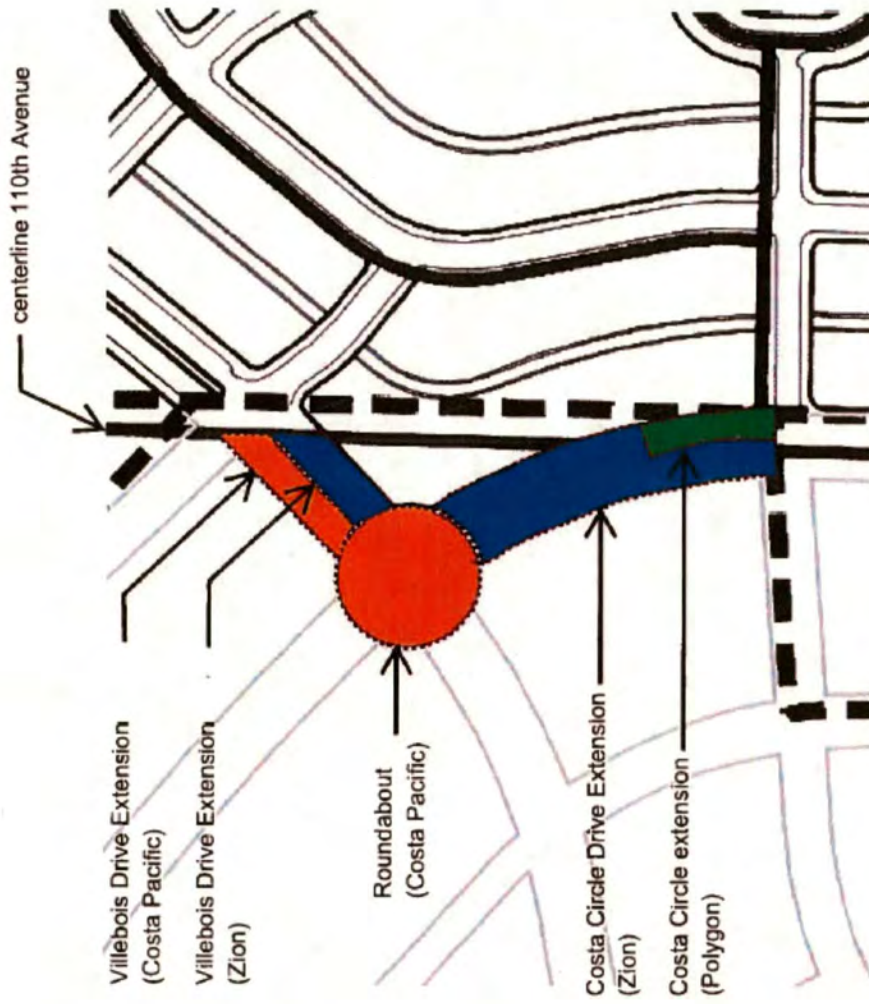 centerline 110th Avenue
Villebois Drive Extension
(Costa Pacific)
Villebois Drive Extension
(Zion)
Roundabout
(Costa Pacific)
Costa Circle Drive Extension
(Zion)
Costa Circle extension
(Polygon)